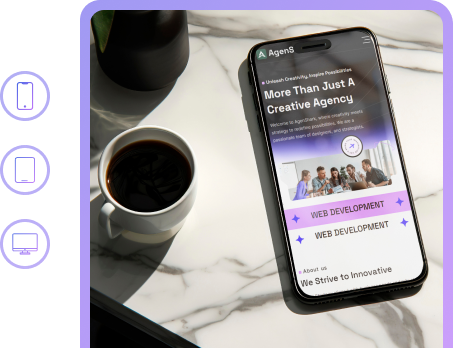 AgenS
Unleash Creativity, Inspire Possibilities
More Than Just A
Creative Agency
Welcome to AgenShark, where creativity meets
strategy to redefine possibilities. We are a
passionate team of designers, and strategists.
WEB DEVELOPMENT
WEB DEVELOPMENT
About us
We Strive to Innovative